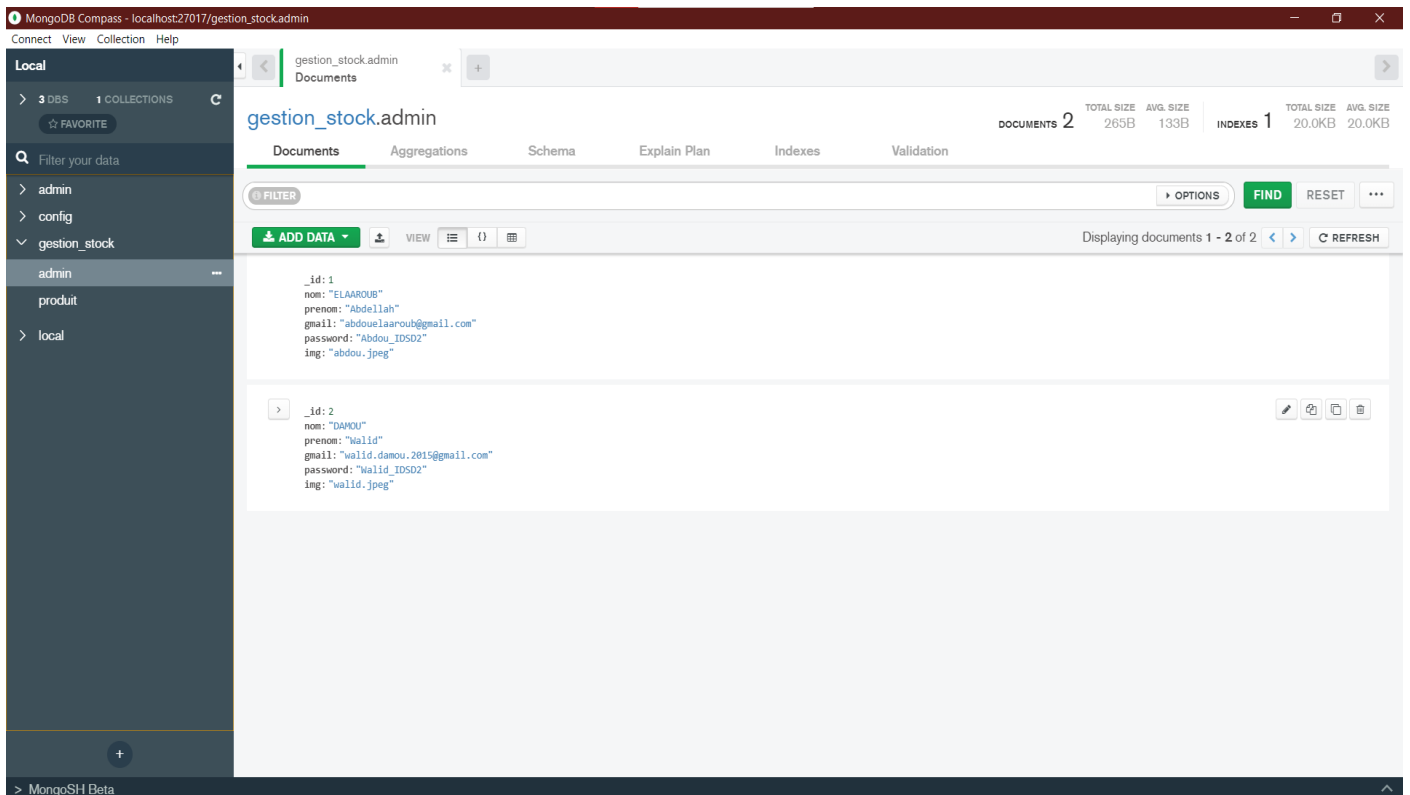 MongoDB Compass - localhost:27017/gestion_stock.admin
Connect View Collection Help
Local
3 DBS 1 COLLECTIONS
FAVORITE
Filter your data
admin
config
gestion_stock
admin
produit
local
gestion_stock.admin
Documents
gestion_stock.admin
DOCUMENTS 2 TOTAL SIZE 265B AVG. SIZE 133B INDEXES 1 TOTAL SIZE 20.0KB AVG. SIZE 20.0KB
Documents Aggregations Schema Explain Plan Indexes Validation
FILTER OPTIONS FIND RESET
ADD DATA VIEW {} Displaying documents 1 - 2 of 2 REFRESH
_id: 1
nom: "ELAAROUB"
prenom: "Abdellah"
gmail: "abdouelaaroub@gmail.com"
password: "Abdou_IDSD2"
img: "abdou.jpeg"
_id: 2
nom: "DAMOU"
prenom: "Walid"
gmail: "walid.damou.2015@gmail.com"
password: "Walid_IDSD2"
img: "walid.jpeg"
> MongoSH Beta